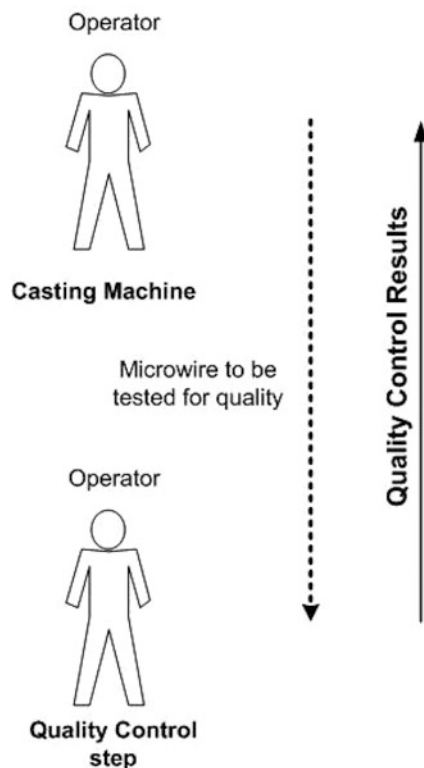 Operator
Casting Machine
Microwire to be
tested for quality
Quality Control Results
Operator
Quality Control
step